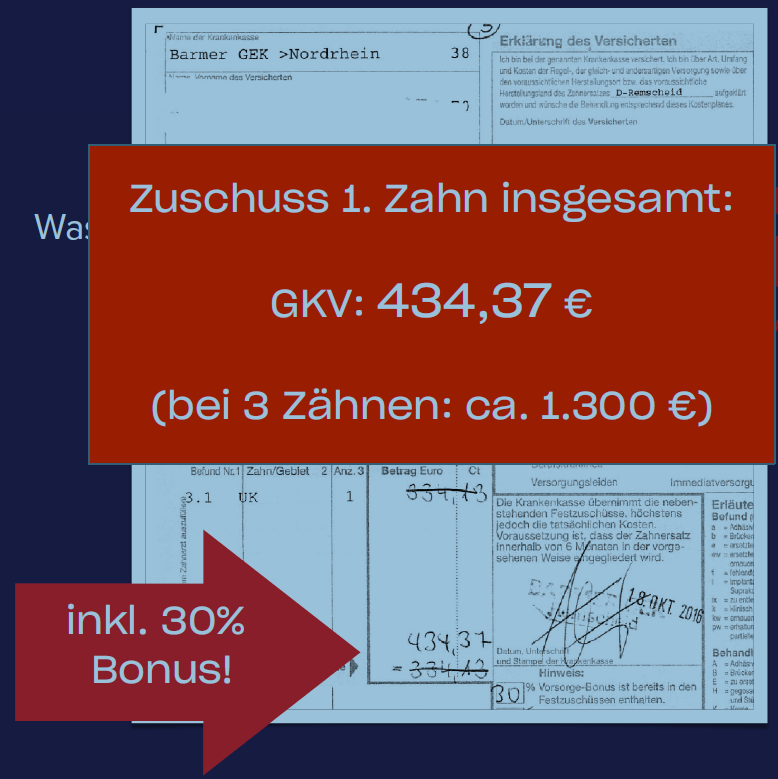 Name der Krankenkasse
Barmer GEK >Nordrhein 38
Name, Vorname des Versicherten
Erklärung des Versicherten
Ich bin bei der genannten Krankenkasse versichert. Ich bin über Art, Umfang
und Kosten der Regel-, der gleich- und andersartigen Versorgung sowie über
den voraussichtlichen Herstellungsort bzw. das voraussichtliche
Herstellungsland des Zahnersatzes D-Remscheid aufgeklärt
worden und wünsche die Behandlung entsprechend dieses Kostenplanes.
Datum/Unterschrift des Versicherten
Was
Zuschuss 1. Zahn insgesamt:
GKV: 434,37 €
(bei 3 Zähnen: ca. 1.300 €)
Befund Nr.1 Zahn/Gebiet 2 Anz.3 Betrag Euro Ct
3.1 UK 1 334,13
434,37
= 334,13
Versorgungsleiden Immediatversorgu
Die Krankenkasse übernimmt die neben-
stehenden Festzuschüsse, höchstens
jedoch die tatsächlichen Kosten.
Voraussetzung ist, dass der Zahnersatz
innerhalb von 6 Monaten in der vorge-
sehenen Weise eingegliedert wird.
18. OKT. 2016
Datum, Unterschrift
und Stempel der Krankenkasse
Hinweis:
30 % Vorsorge-Bonus ist bereits in den
Festzuschüssen enthalten.
Erläute
Befund
Behandl
inkl. 30%
Bonus!